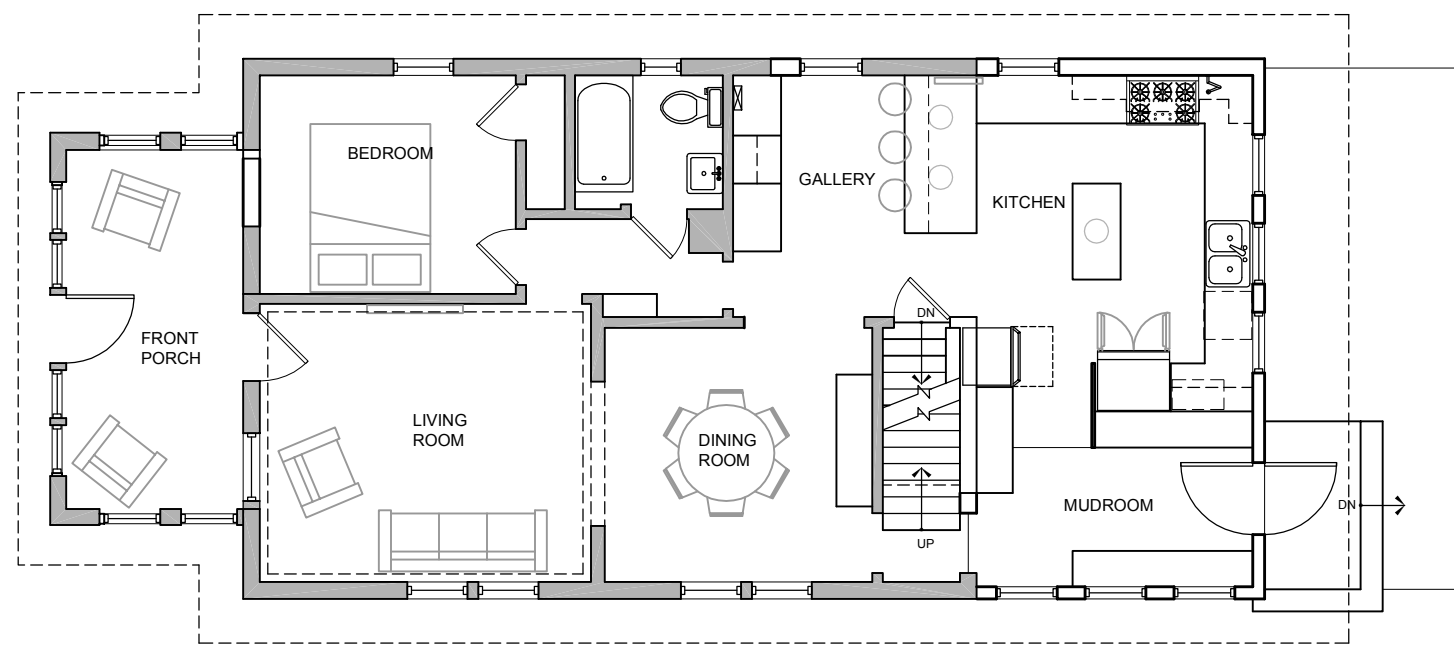 BEDROOM
GALLERY
KITCHEN
DN
FRONT
PORCH
LIVING
ROOM
DINING
ROOM
MUDROOM
DN
UP